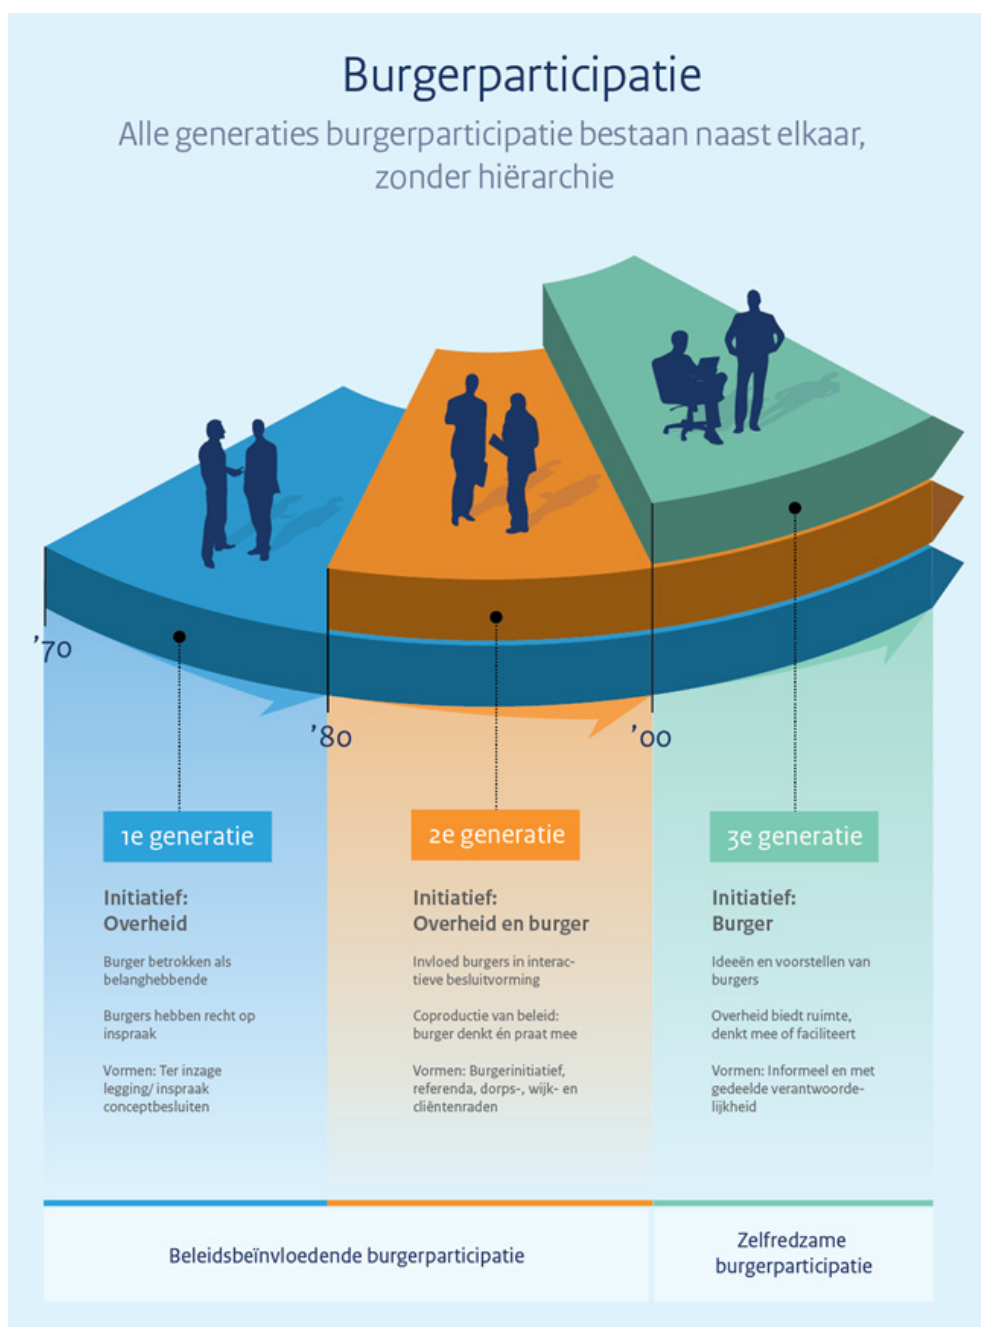 Burgerparticipatie
Alle generaties burgerparticipatie bestaan naast elkaar,
zonder hiërarchie
'70
'80
'00
1e generatie
Initiatief:
Overheid
Burger betrokken als
belanghebbende
Burgers hebben recht op
inspraak
Vormen: Ter inzage
legging/ inspraak
conceptbesluiten
2e generatie
Initiatief:
Overheid en burger
Invloed burgers in interac-
tieve besluitvorming
Coproductie van beleid:
burger denkt én praat mee
Vormen: Burgerinitiatief,
referenda, dorps-, wijk- en
cliëntenraden
3e generatie
Initiatief:
Burger
Ideeën en voorstellen van
burgers
Overheid biedt ruimte,
denkt mee of faciliteert
Vormen: Informeel en met
gedeelde verantwoorde-
lijkheid
Beleidsbeïnvloedende burgerparticipatie
Zelfredzame
burgerparticipatie